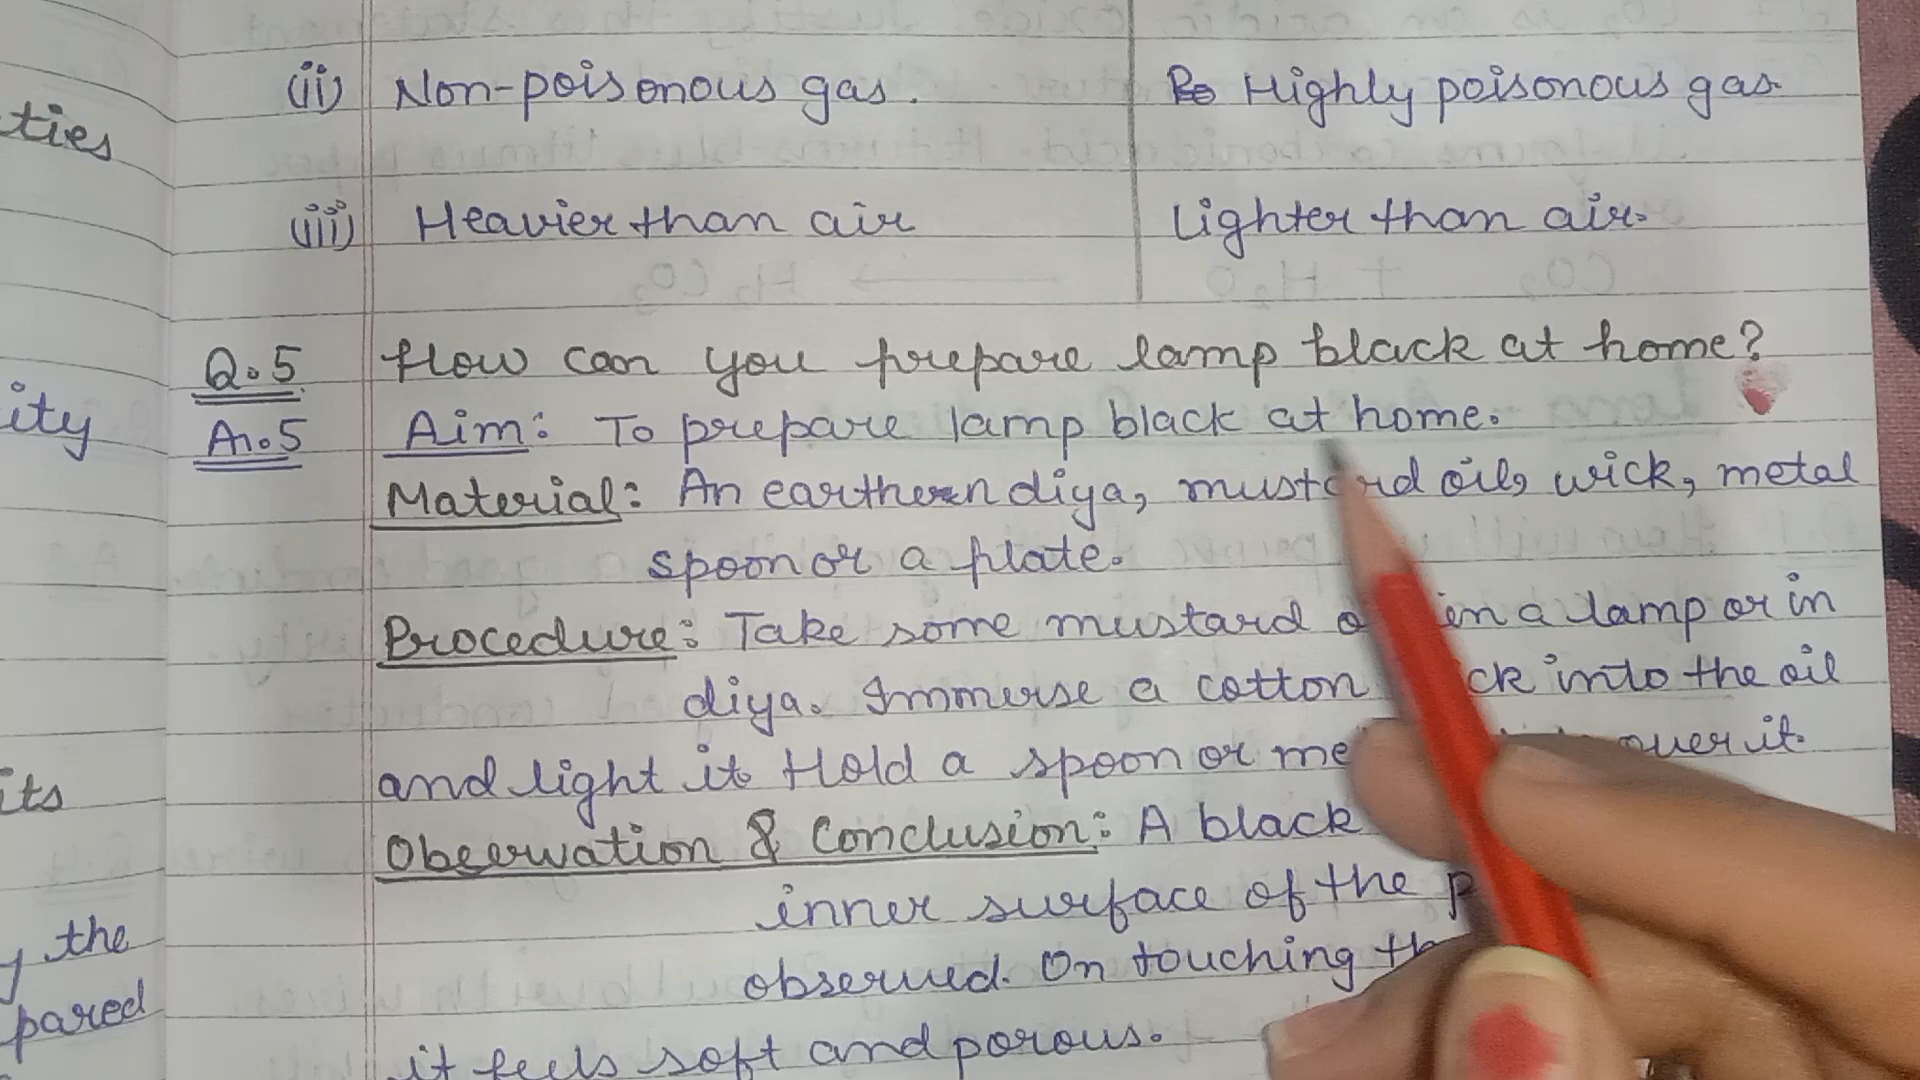 (ii) Non-poisonous gas. Highly poisonous gas.
ties
(iii) Heavier than air Lighter than air.
Q.5 How can you prepare lamp black at home?
ity
An.5 Aim: To prepare lamp black at home.
Material: An earthen diya, musturd oil, wick, metal
spoon or a plate.
Procedure: Take some mustard in a lamp or in
diya. Immerse a cotton into the oil
its
and light it Hold a spoon or over it.
Obeervation & Conclusion: A black
inner surface of the
the
observed. On touching
pared
it feels soft and porous.